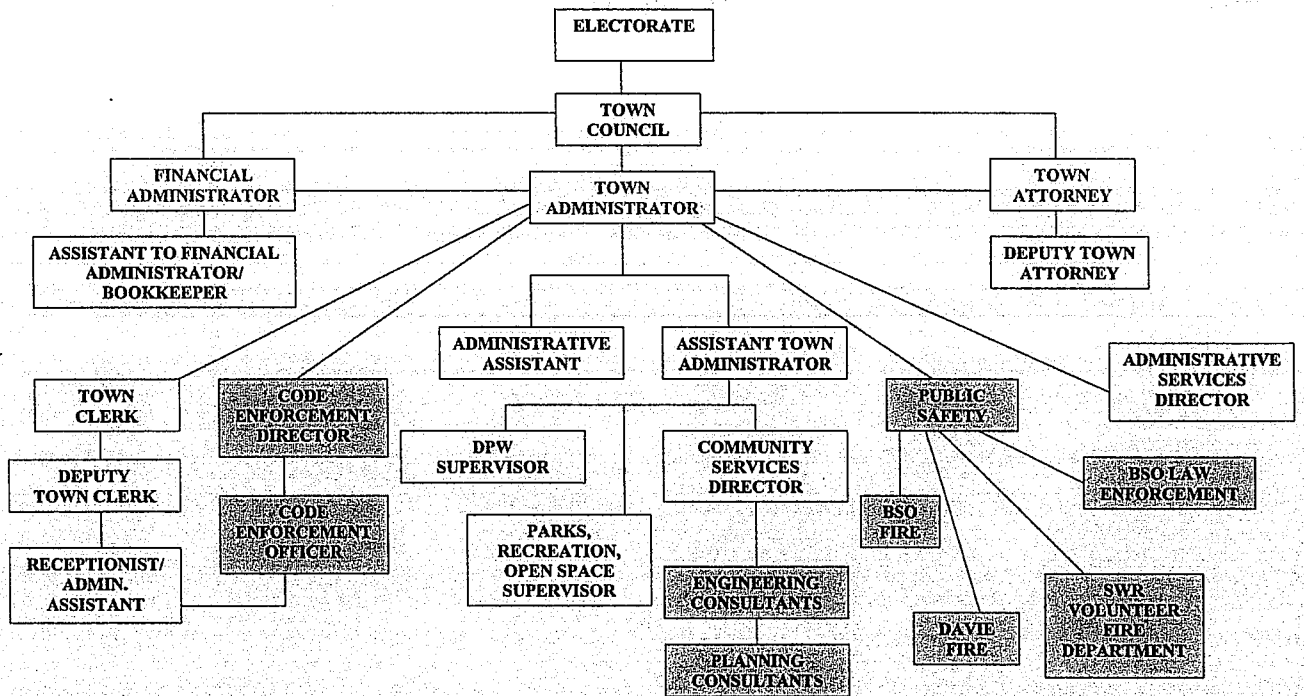 ELECTORATE
TOWN
COUNCIL
FINANCIAL
ADMINISTRATOR
TOWN
ADMINISTRATOR
TOWN
ATTORNEY
ASSISTANT TO FINANCIAL
ADMINISTRATOR/
BOOKKEEPER
DEPUTY TOWN
ATTORNEY
ADMINISTRATIVE
ASSISTANT
ASSISTANT TOWN
ADMINISTRATOR
ADMINISTRATIVE
SERVICES
DIRECTOR
TOWN
CLERK
CODE
ENFORCEMENT
DIRECTOR
PUBLIC
SAFETY
DPW
SUPERVISOR
COMMUNITY
SERVICES
DIRECTOR
DEPUTY
TOWN CLERK
CODE
ENFORCEMENT
OFFICER
BSO
FIRE
BSO LAW
ENFORCEMENT
RECEPTIONIST/
ADMIN.
ASSISTANT
PARKS,
RECREATION,
OPEN SPACE
SUPERVISOR
ENGINEERING
CONSULTANTS
DAVIE
FIRE
SWR
VOLUNTEER
FIRE
DEPARTMENT
PLANNING
CONSULTANTS